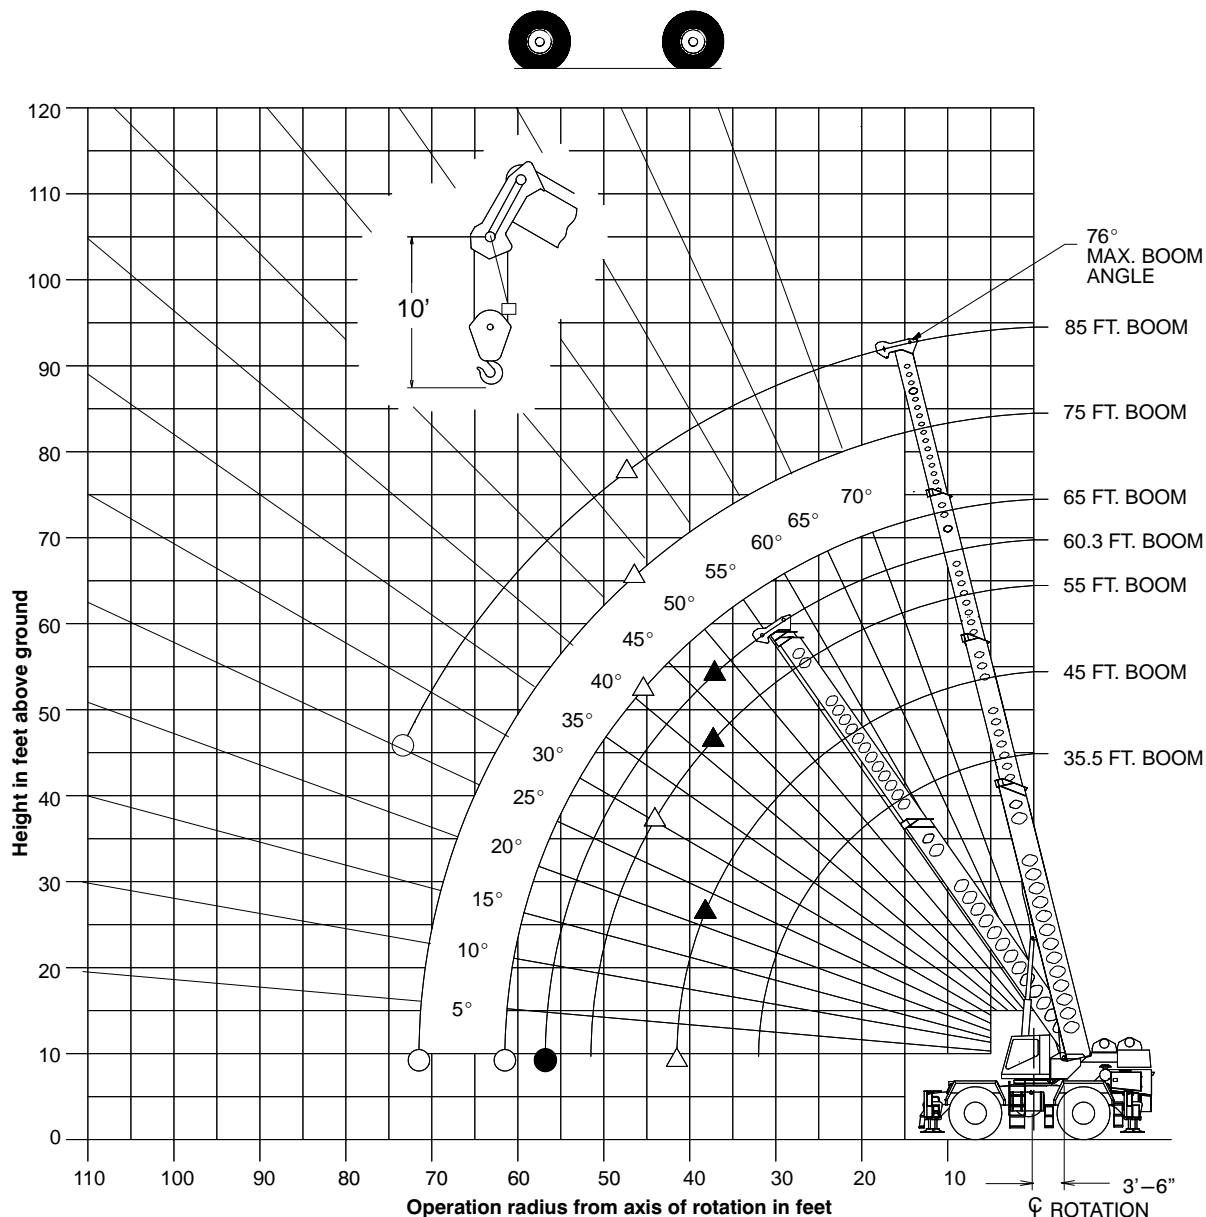 120
110
100
90
80
70
60
50
40
30
20
10
0
Height in feet above ground
10’
76°
MAX. BOOM
ANGLE
85 FT. BOOM
75 FT. BOOM
65 FT. BOOM
60.3 FT. BOOM
55 FT. BOOM
45 FT. BOOM
35.5 FT. BOOM
70°
65°
60°
55°
50°
45°
40°
35°
30°
25°
20°
15°
10°
5°
110 100 90 80 70 60 50 40 30 20 10
3’–6”
℄ ROTATION
Operation radius from axis of rotation in feet